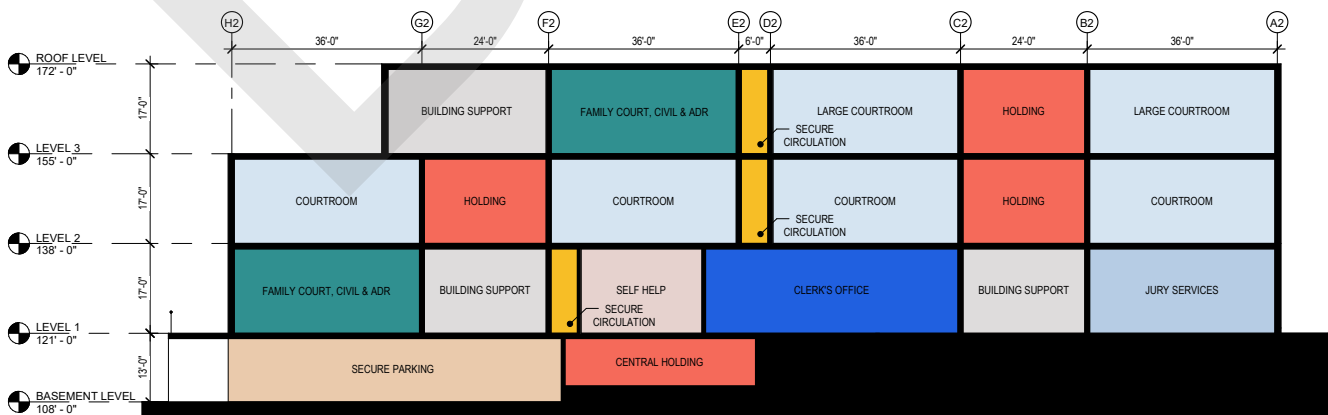 H2 G2 F2 E2 D2 C2 B2 A2
36'-0" 24'-0" 36'-0" 6'-0" 36'-0" 24'-0" 36'-0"
ROOF LEVEL
172' - 0"
17'-0"
BUILDING SUPPORT FAMILY COURT, CIVIL & ADR LARGE COURTROOM HOLDING LARGE COURTROOM
SECURE
CIRCULATION
LEVEL 3
155' - 0"
17'-0"
COURTROOM HOLDING COURTROOM COURTROOM HOLDING COURTROOM
SECURE
CIRCULATION
LEVEL 2
138' - 0"
17'-0"
FAMILY COURT, CIVIL & ADR BUILDING SUPPORT SELF HELP CLERK'S OFFICE BUILDING SUPPORT JURY SERVICES
SECURE
CIRCULATION
LEVEL 1
121' - 0"
13'-0"
SECURE PARKING CENTRAL HOLDING
BASEMENT LEVEL
108' - 0"